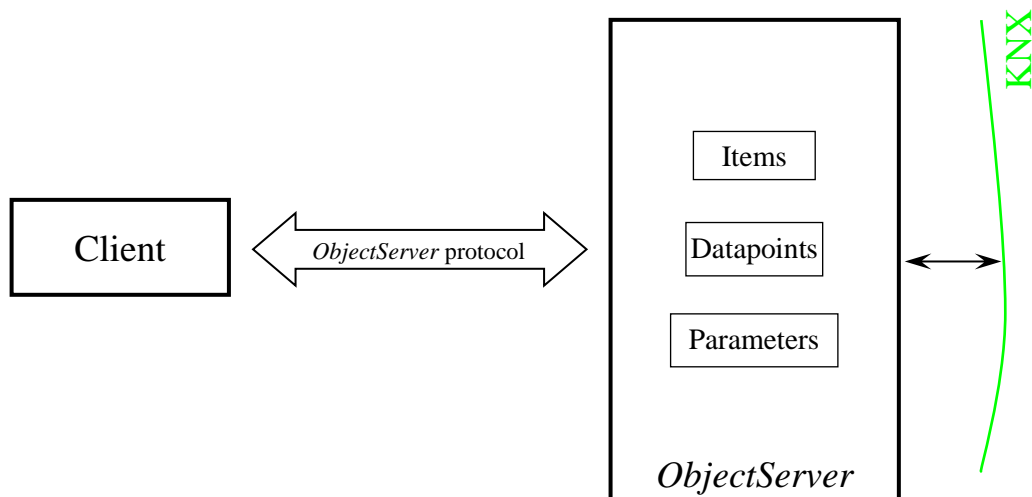 KNX
Items
Client
ObjectServer protocol
Datapoints
Parameters
ObjectServer